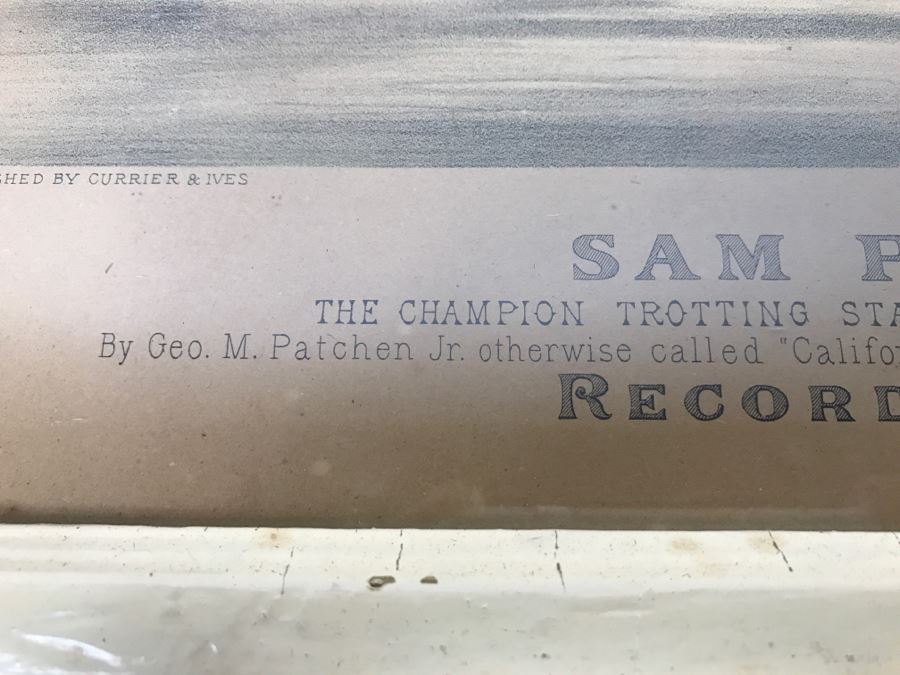 SHED BY CURRIER & IVES
SAM P
THE CHAMPION TROTTING STA
By Geo. M. Patchen Jr. otherwise called "Califo
RECORD